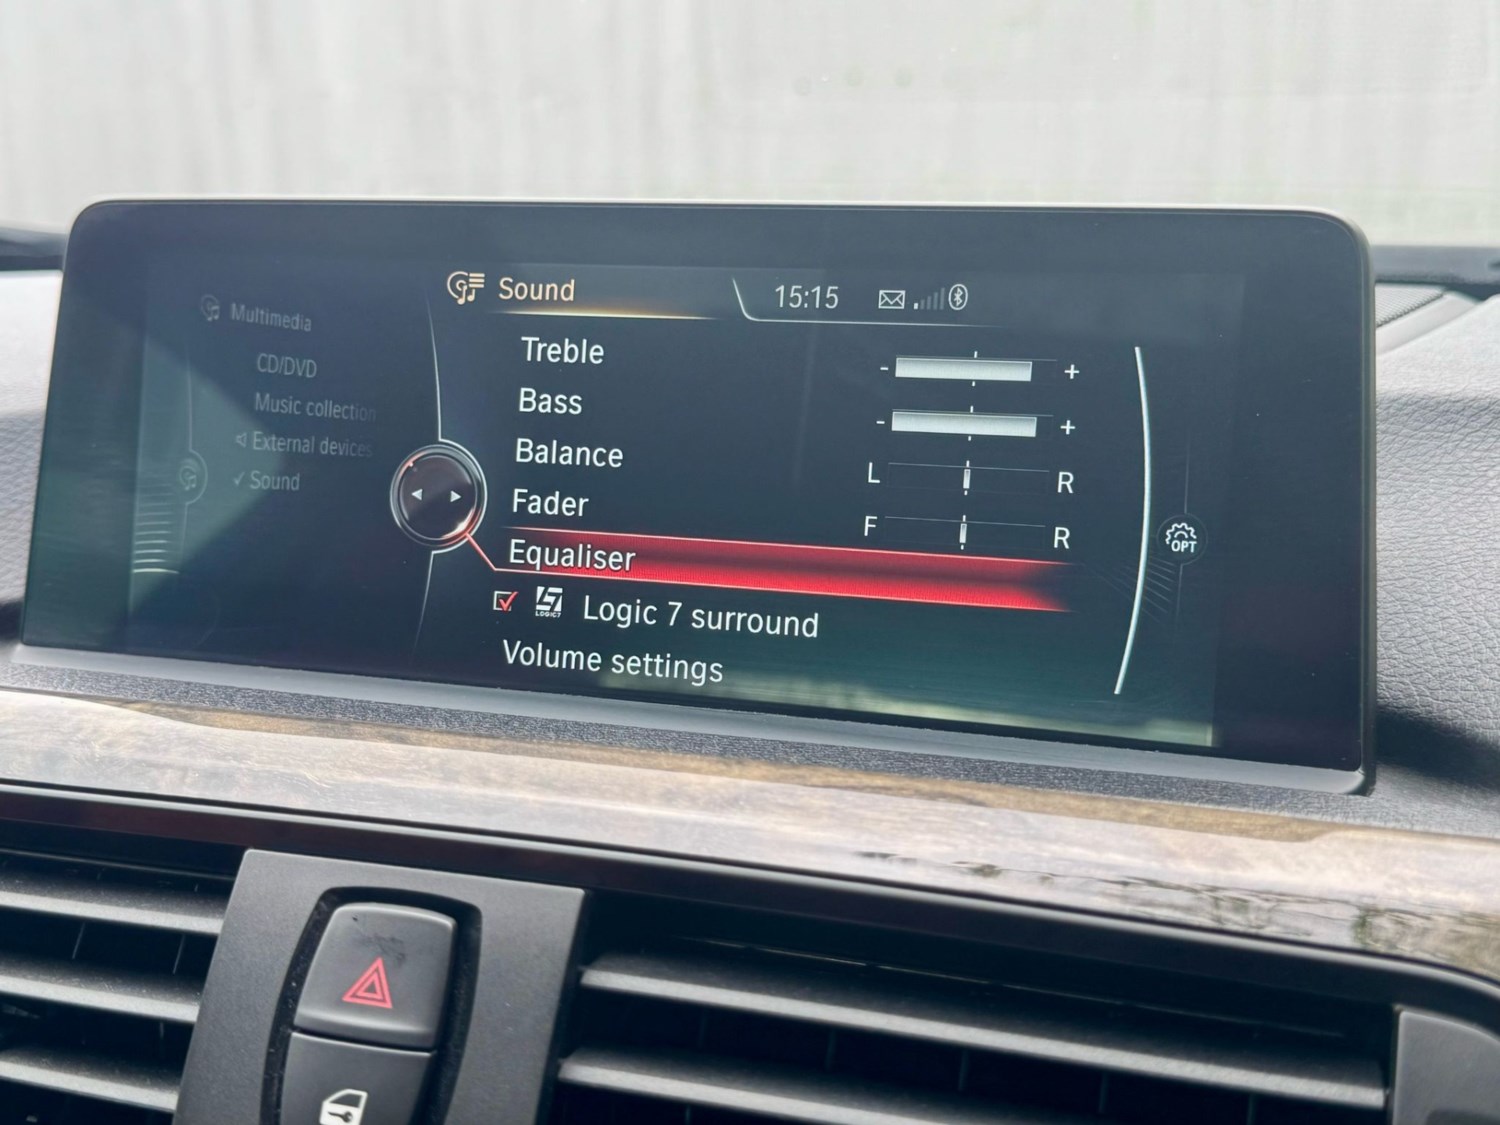 Sound
15:15
Multimedia
CD/DVD
Music collection
External devices
Sound
Treble
- +
Bass
- +
Balance
L R
Fader
F R
Equaliser
LOGIC7 Logic 7 surround
Volume settings
OPT